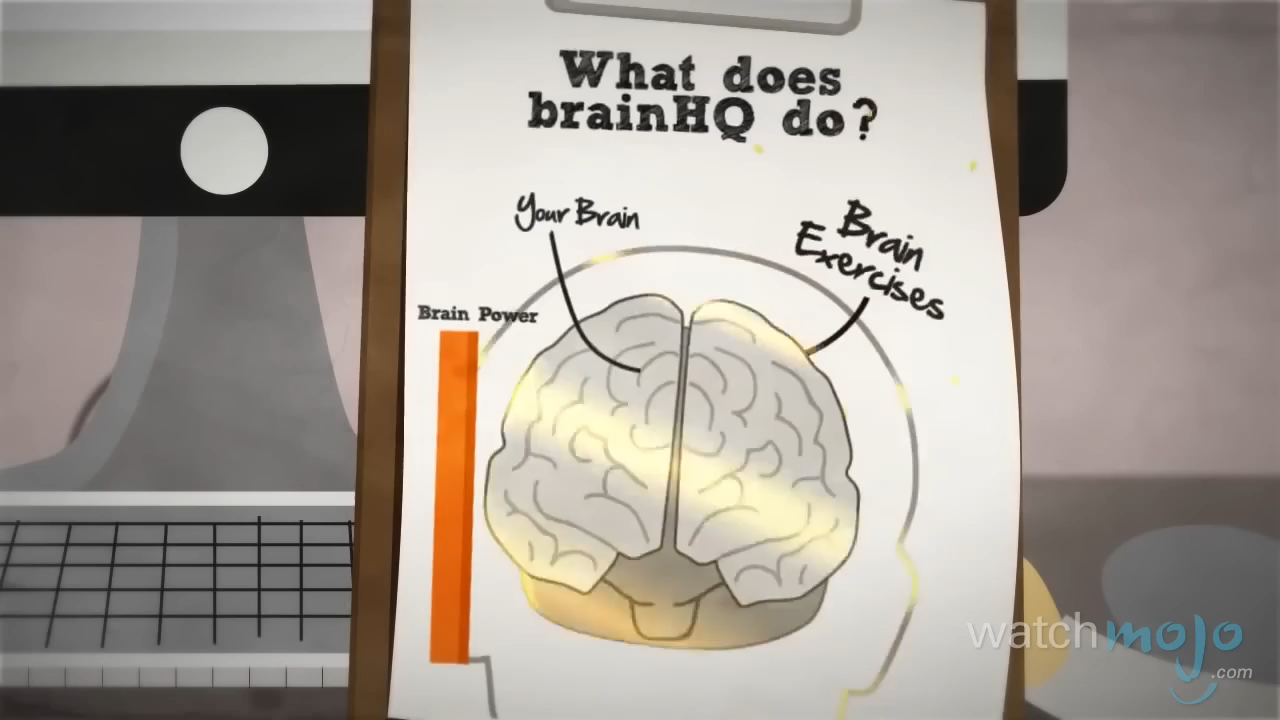 What does
brainHQ do?
Your Brain
Brain
Exercises
Brain Power
watchmojo
.com